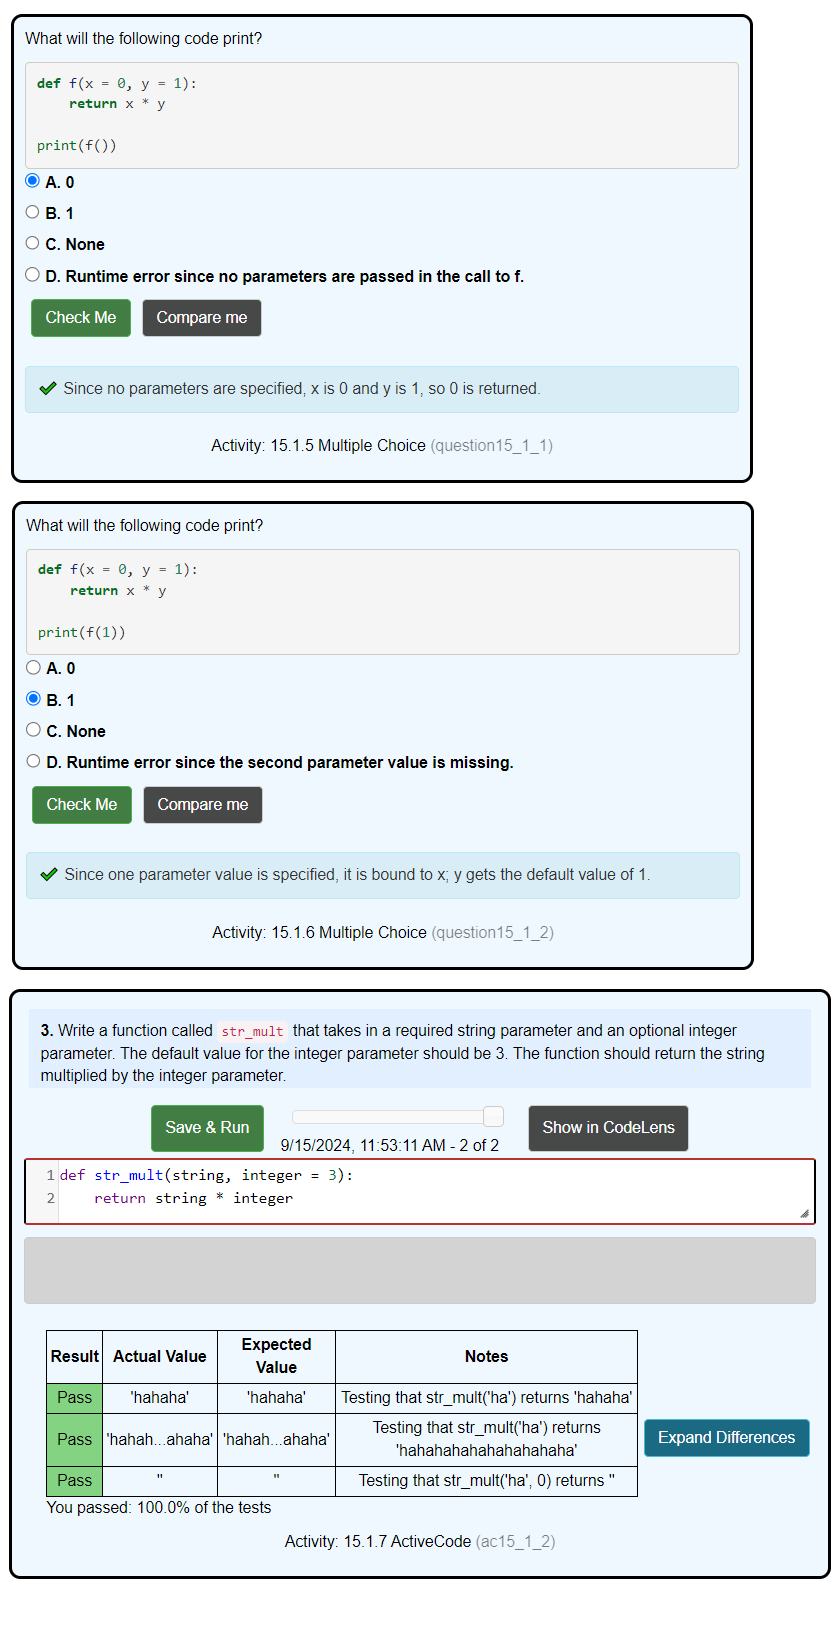 What will the following code print?
def f(x = 0, y = 1):
    return x * y
print(f())
A. 0
B. 1
C. None
D. Runtime error since no parameters are passed in the call to f.
Check Me Compare me
Since no parameters are specified, x is 0 and y is 1, so 0 is returned.
Activity: 15.1.5 Multiple Choice (question15_1_1)
What will the following code print?
def f(x = 0, y = 1):
    return x * y
print(f(1))
A. 0
B. 1
C. None
D. Runtime error since the second parameter value is missing.
Check Me Compare me
Since one parameter value is specified, it is bound to x; y gets the default value of 1.
Activity: 15.1.6 Multiple Choice (question15_1_2)
3. Write a function called str_mult that takes in a required string parameter and an optional integer
parameter. The default value for the integer parameter should be 3. The function should return the string
multiplied by the integer parameter.
Save & Run 9/15/2024, 11:53:11 AM - 2 of 2 Show in CodeLens
1 def str_mult(string, integer = 3):
2     return string * integer
Result Actual Value Expected Value Notes
Pass 'hahaha' 'hahaha' Testing that str_mult('ha') returns 'hahaha'
Pass 'hahah...ahaha' 'hahah...ahaha' Testing that str_mult('ha') returns
'hahahahahahahahahaha'
Expand Differences
Pass '' '' Testing that str_mult('ha', 0) returns ''
You passed: 100.0% of the tests
Activity: 15.1.7 ActiveCode (ac15_1_2)